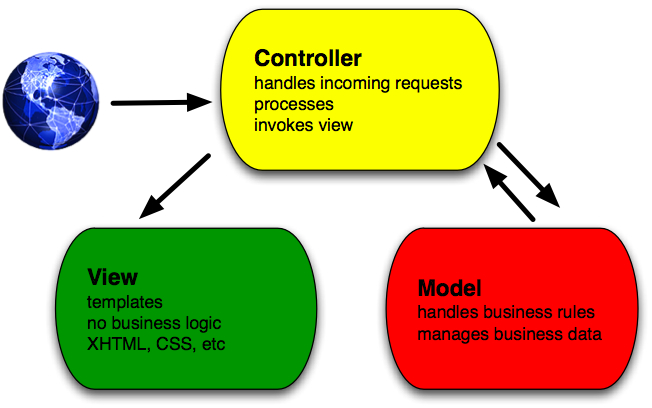 Controller
handles incoming requests
processes
invokes view
View
templates
no business logic
XHTML, CSS, etc
Model
handles business rules
manages business data